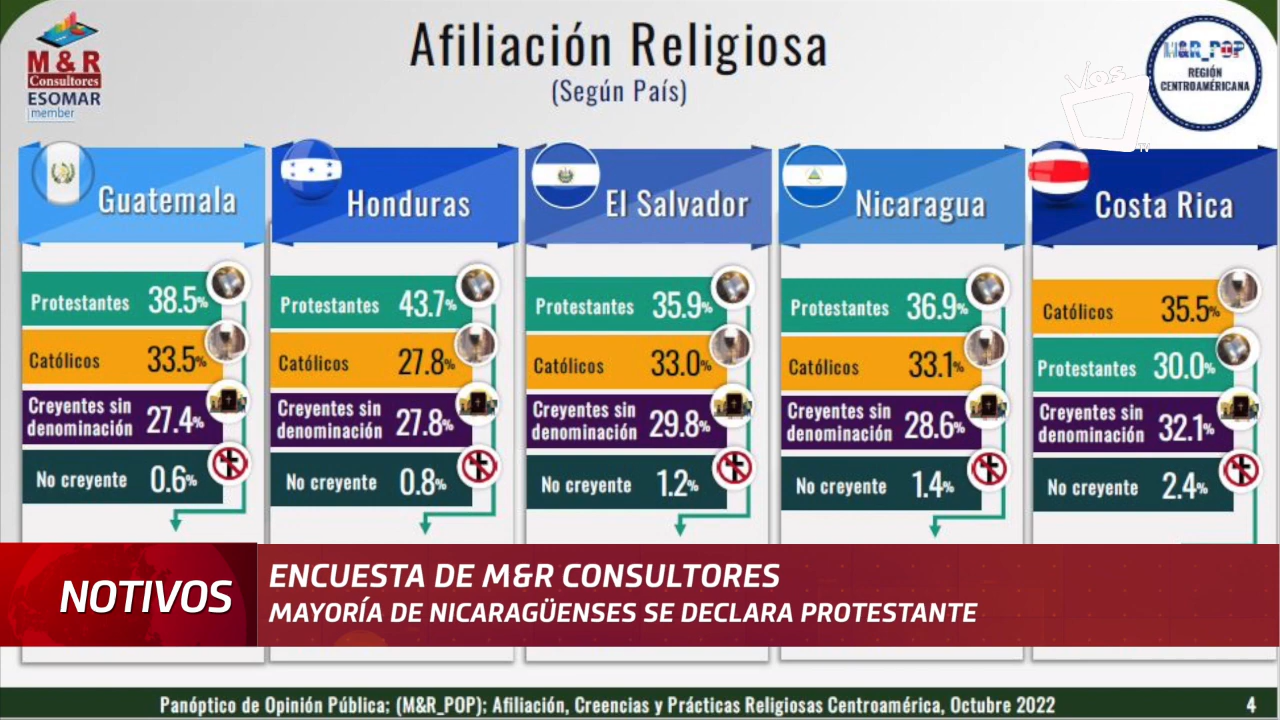 M&R
Consultores
ESOMAR
member
Afiliación Religiosa
(Según País)
M&R_POP
REGIÓN
CENTROAMÉRICANA
Vos
TV
Guatemala
Protestantes 38.5%
Católicos 33.5%
Creyentes sin
denominación 27.4%
No creyente 0.6%
Honduras
Protestantes 43.7%
Católicos 27.8%
Creyentes sin
denominación 27.8%
No creyente 0.8%
El Salvador
Protestantes 35.9%
Católicos 33.0%
Creyentes sin
denominación 29.8%
No creyente 1.2%
Nicaragua
Protestantes 36.9%
Católicos 33.1%
Creyentes sin
denominación 28.6%
No creyente 1.4%
Costa Rica
Católicos 35.5%
Protestantes 30.0%
Creyentes sin
denominación 32.1%
No creyente 2.4%
NOTIVOS
ENCUESTA DE M&R CONSULTORES
MAYORÍA DE NICARAGÜENSES SE DECLARA PROTESTANTE
Panóptico de Opinión Pública; (M&R_POP); Afiliación, Creencias y Prácticas Religiosas Centroamérica, Octubre 2022
4